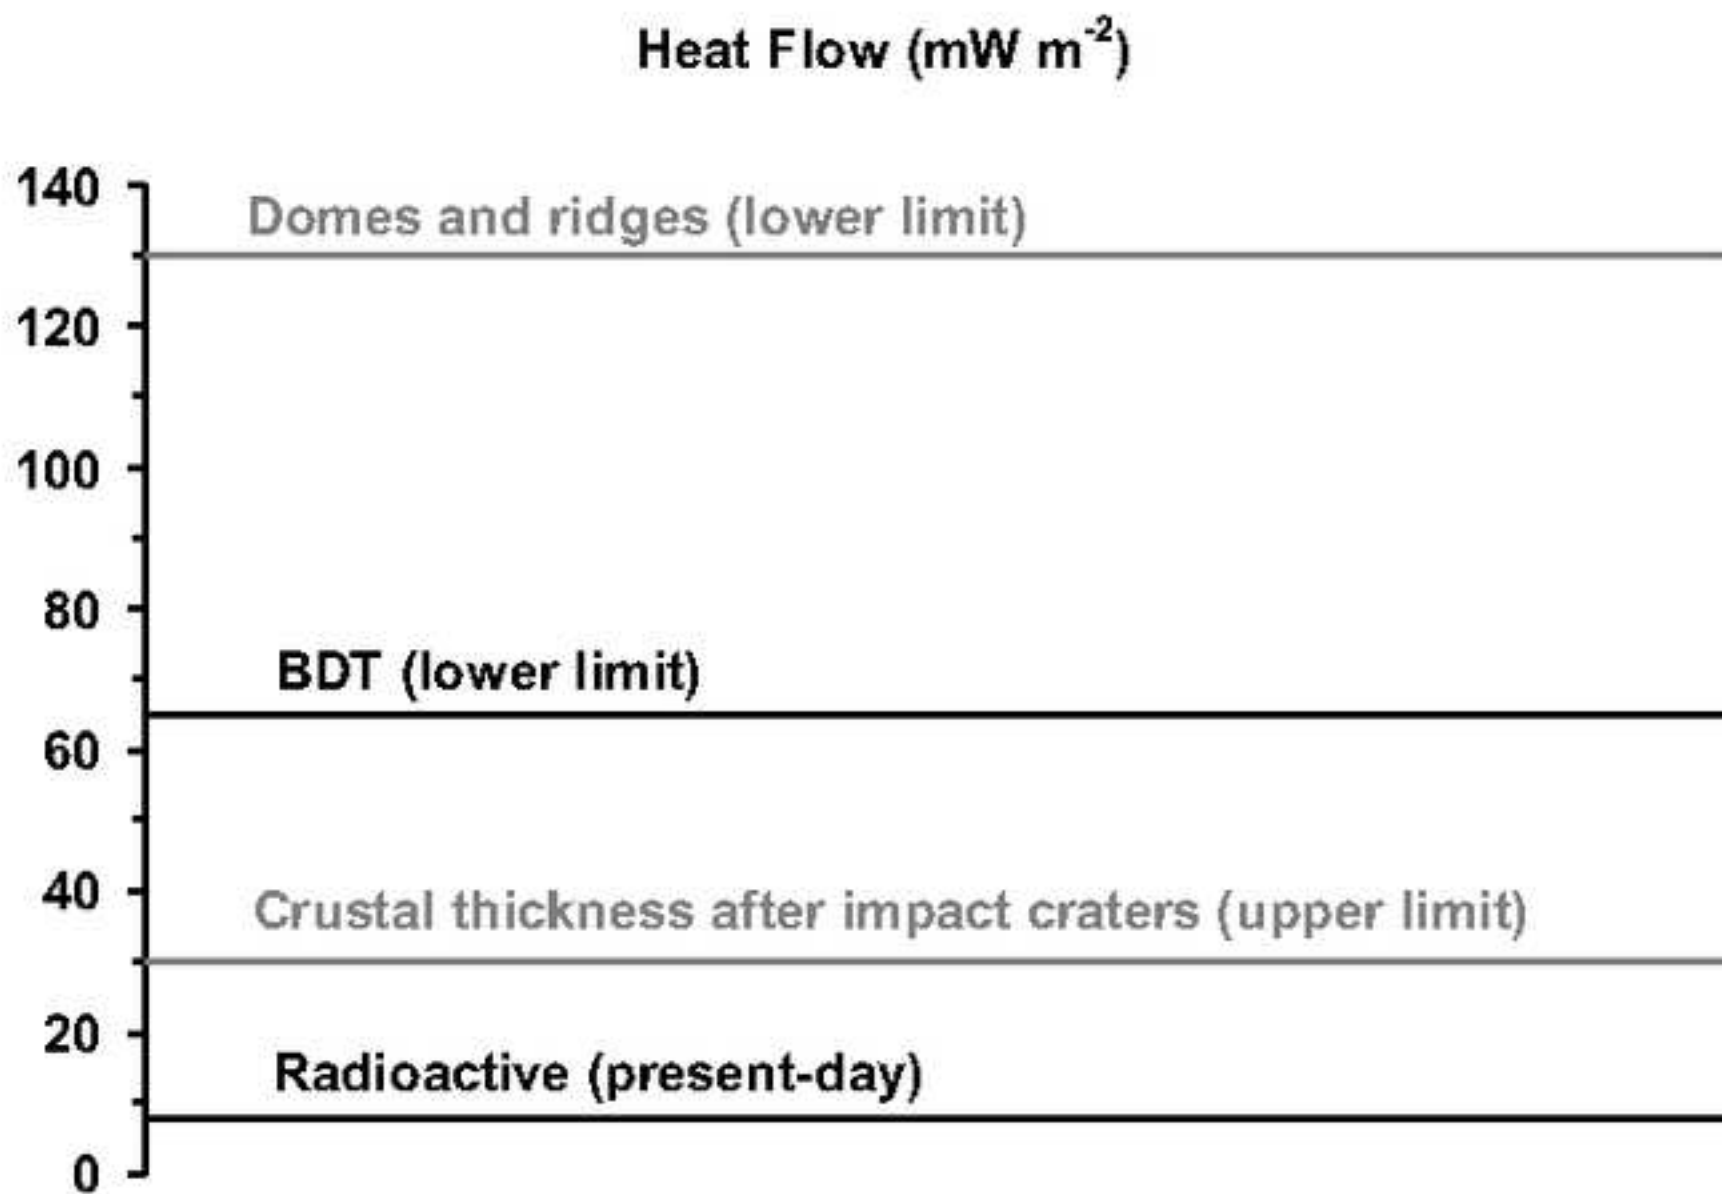 Heat Flow (mW m⁻²)
140
Domes and ridges (lower limit)
120
100
80
BDT (lower limit)
60
40
Crustal thickness after impact craters (upper limit)
20
Radioactive (present-day)
0